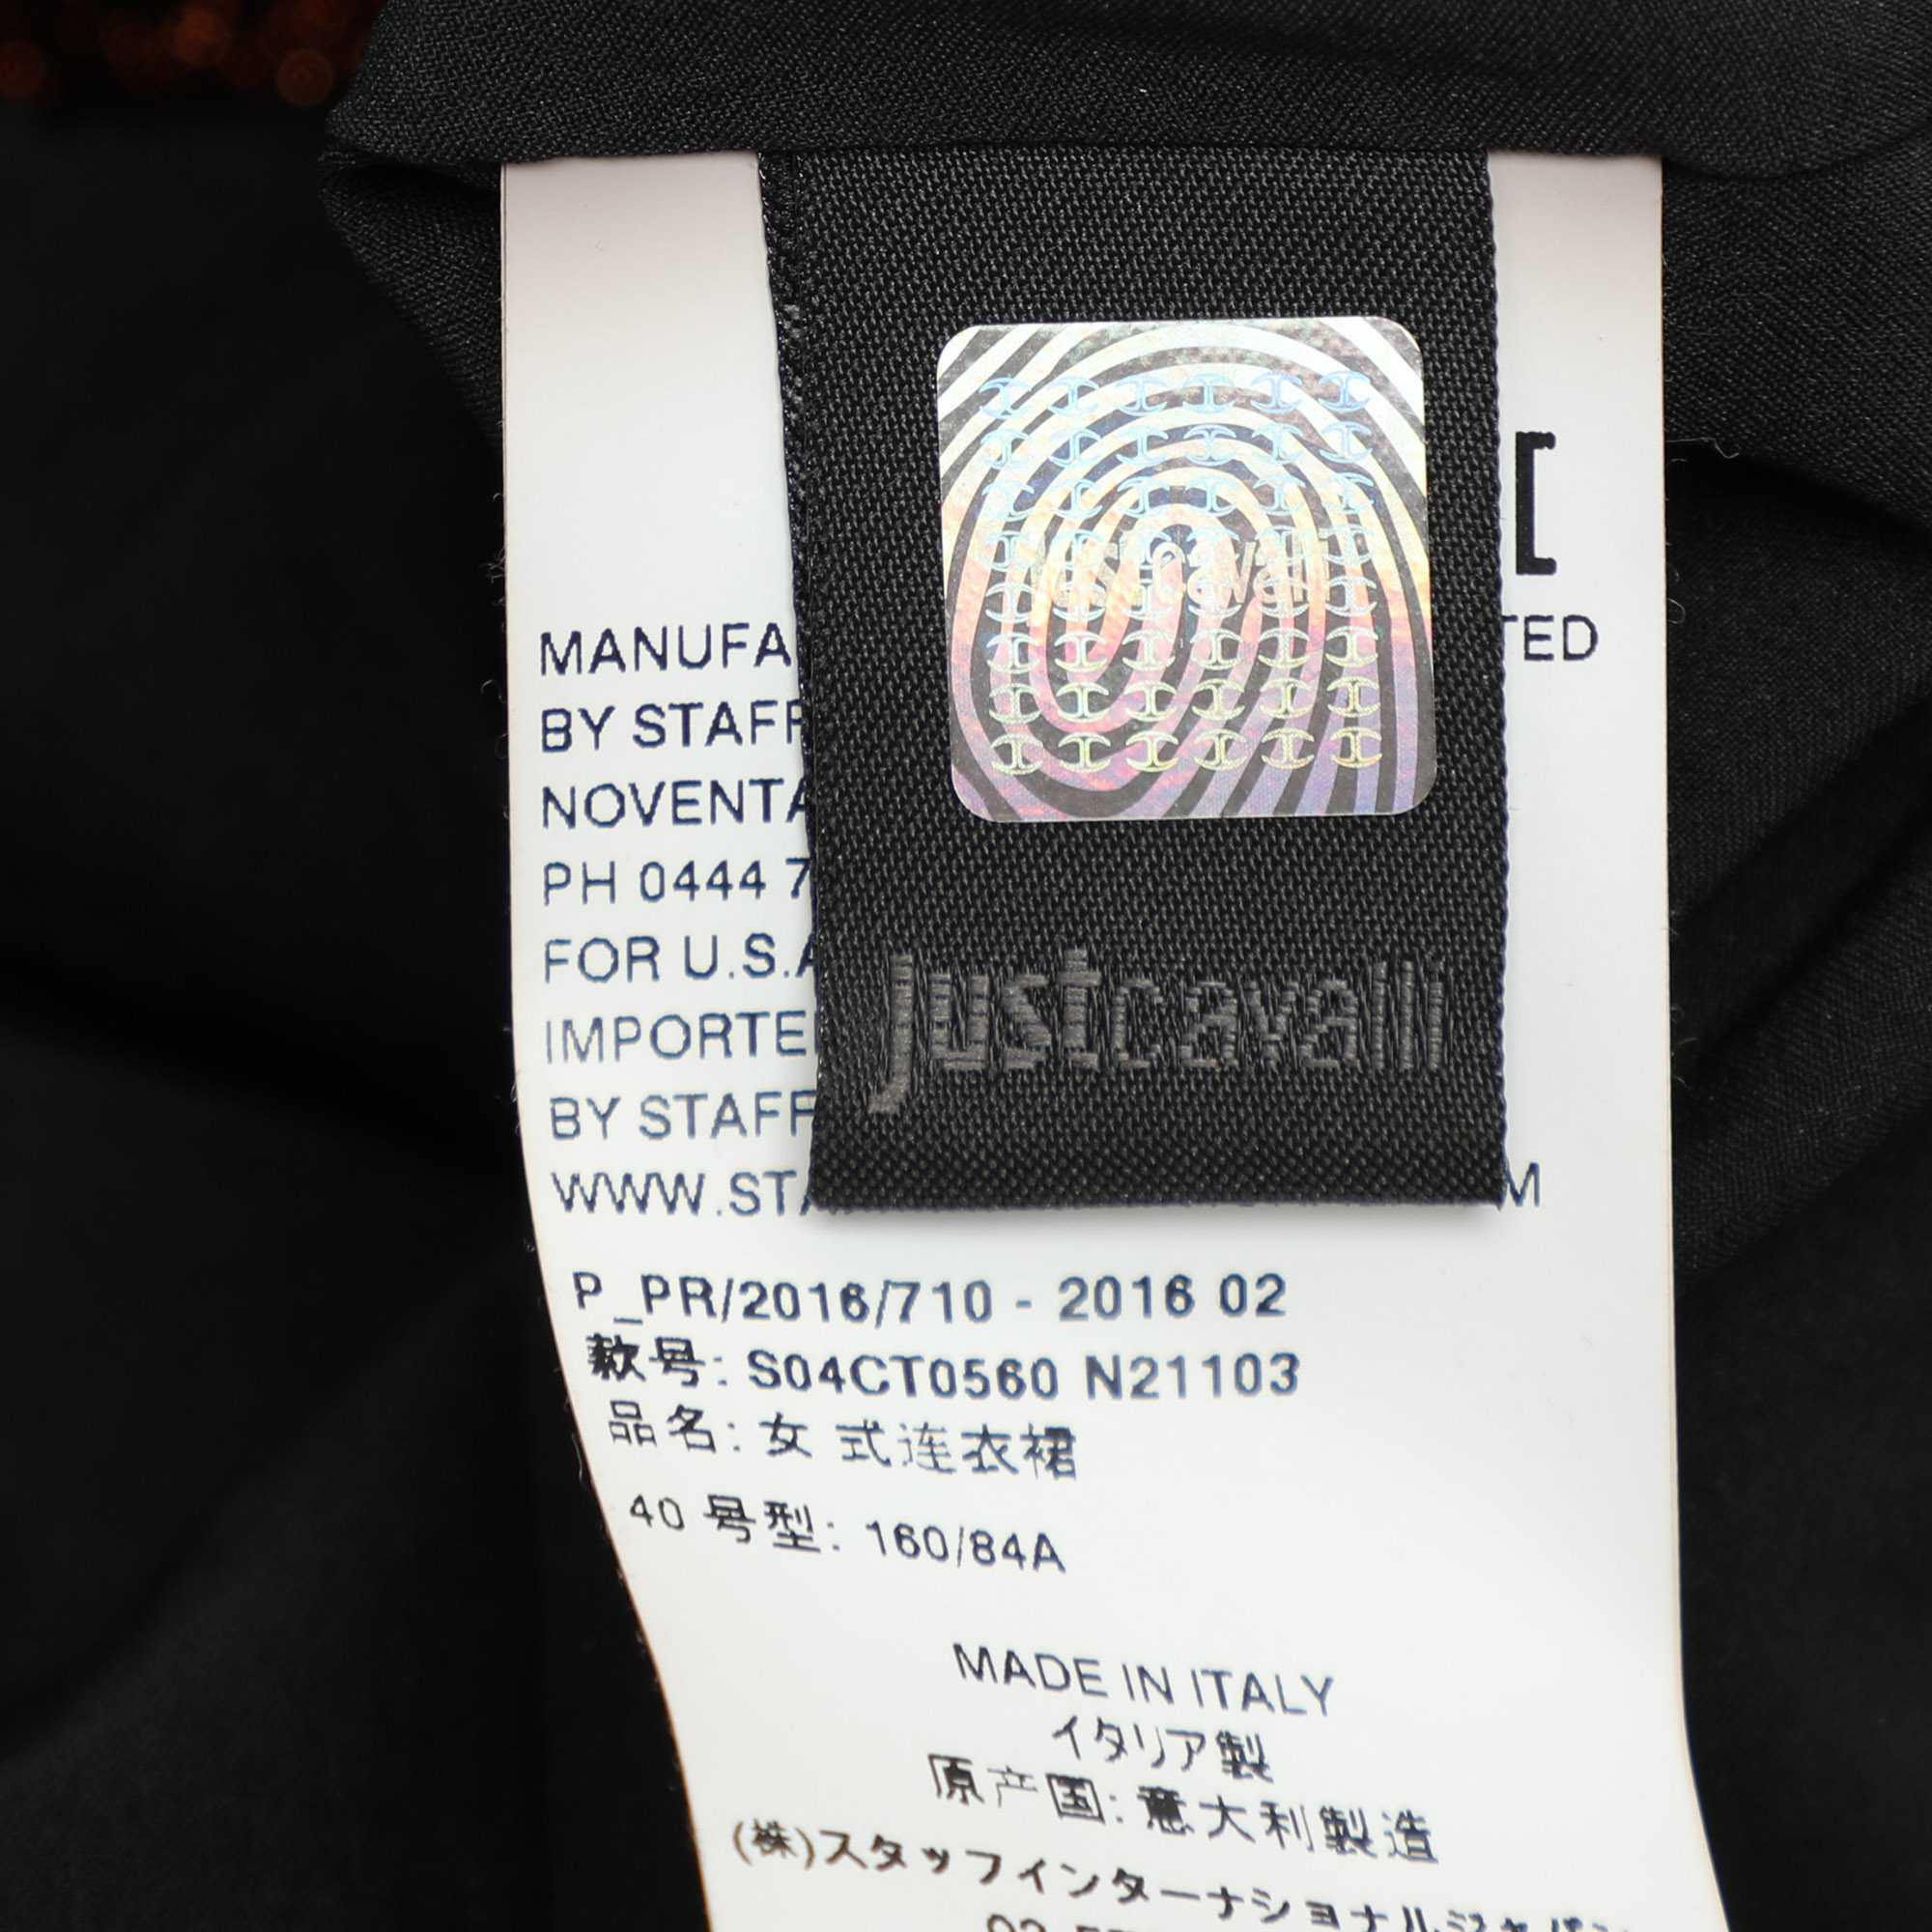 justcavalli
justcavalli
MANUFA TED
BY STAFF
NOVENTA
PH 0444 7
FOR U.S.A
IMPORTE
BY STAFF
WWW.STA M
P_PR/2016/710 - 2016 02
款号: S04CT0560 N21103
品名: 女 式连衣裙
40 号型: 160/84A
MADE IN ITALY
イタリア製
原产国: 意大利製造
(株)スタッフインターナショナルジャパン